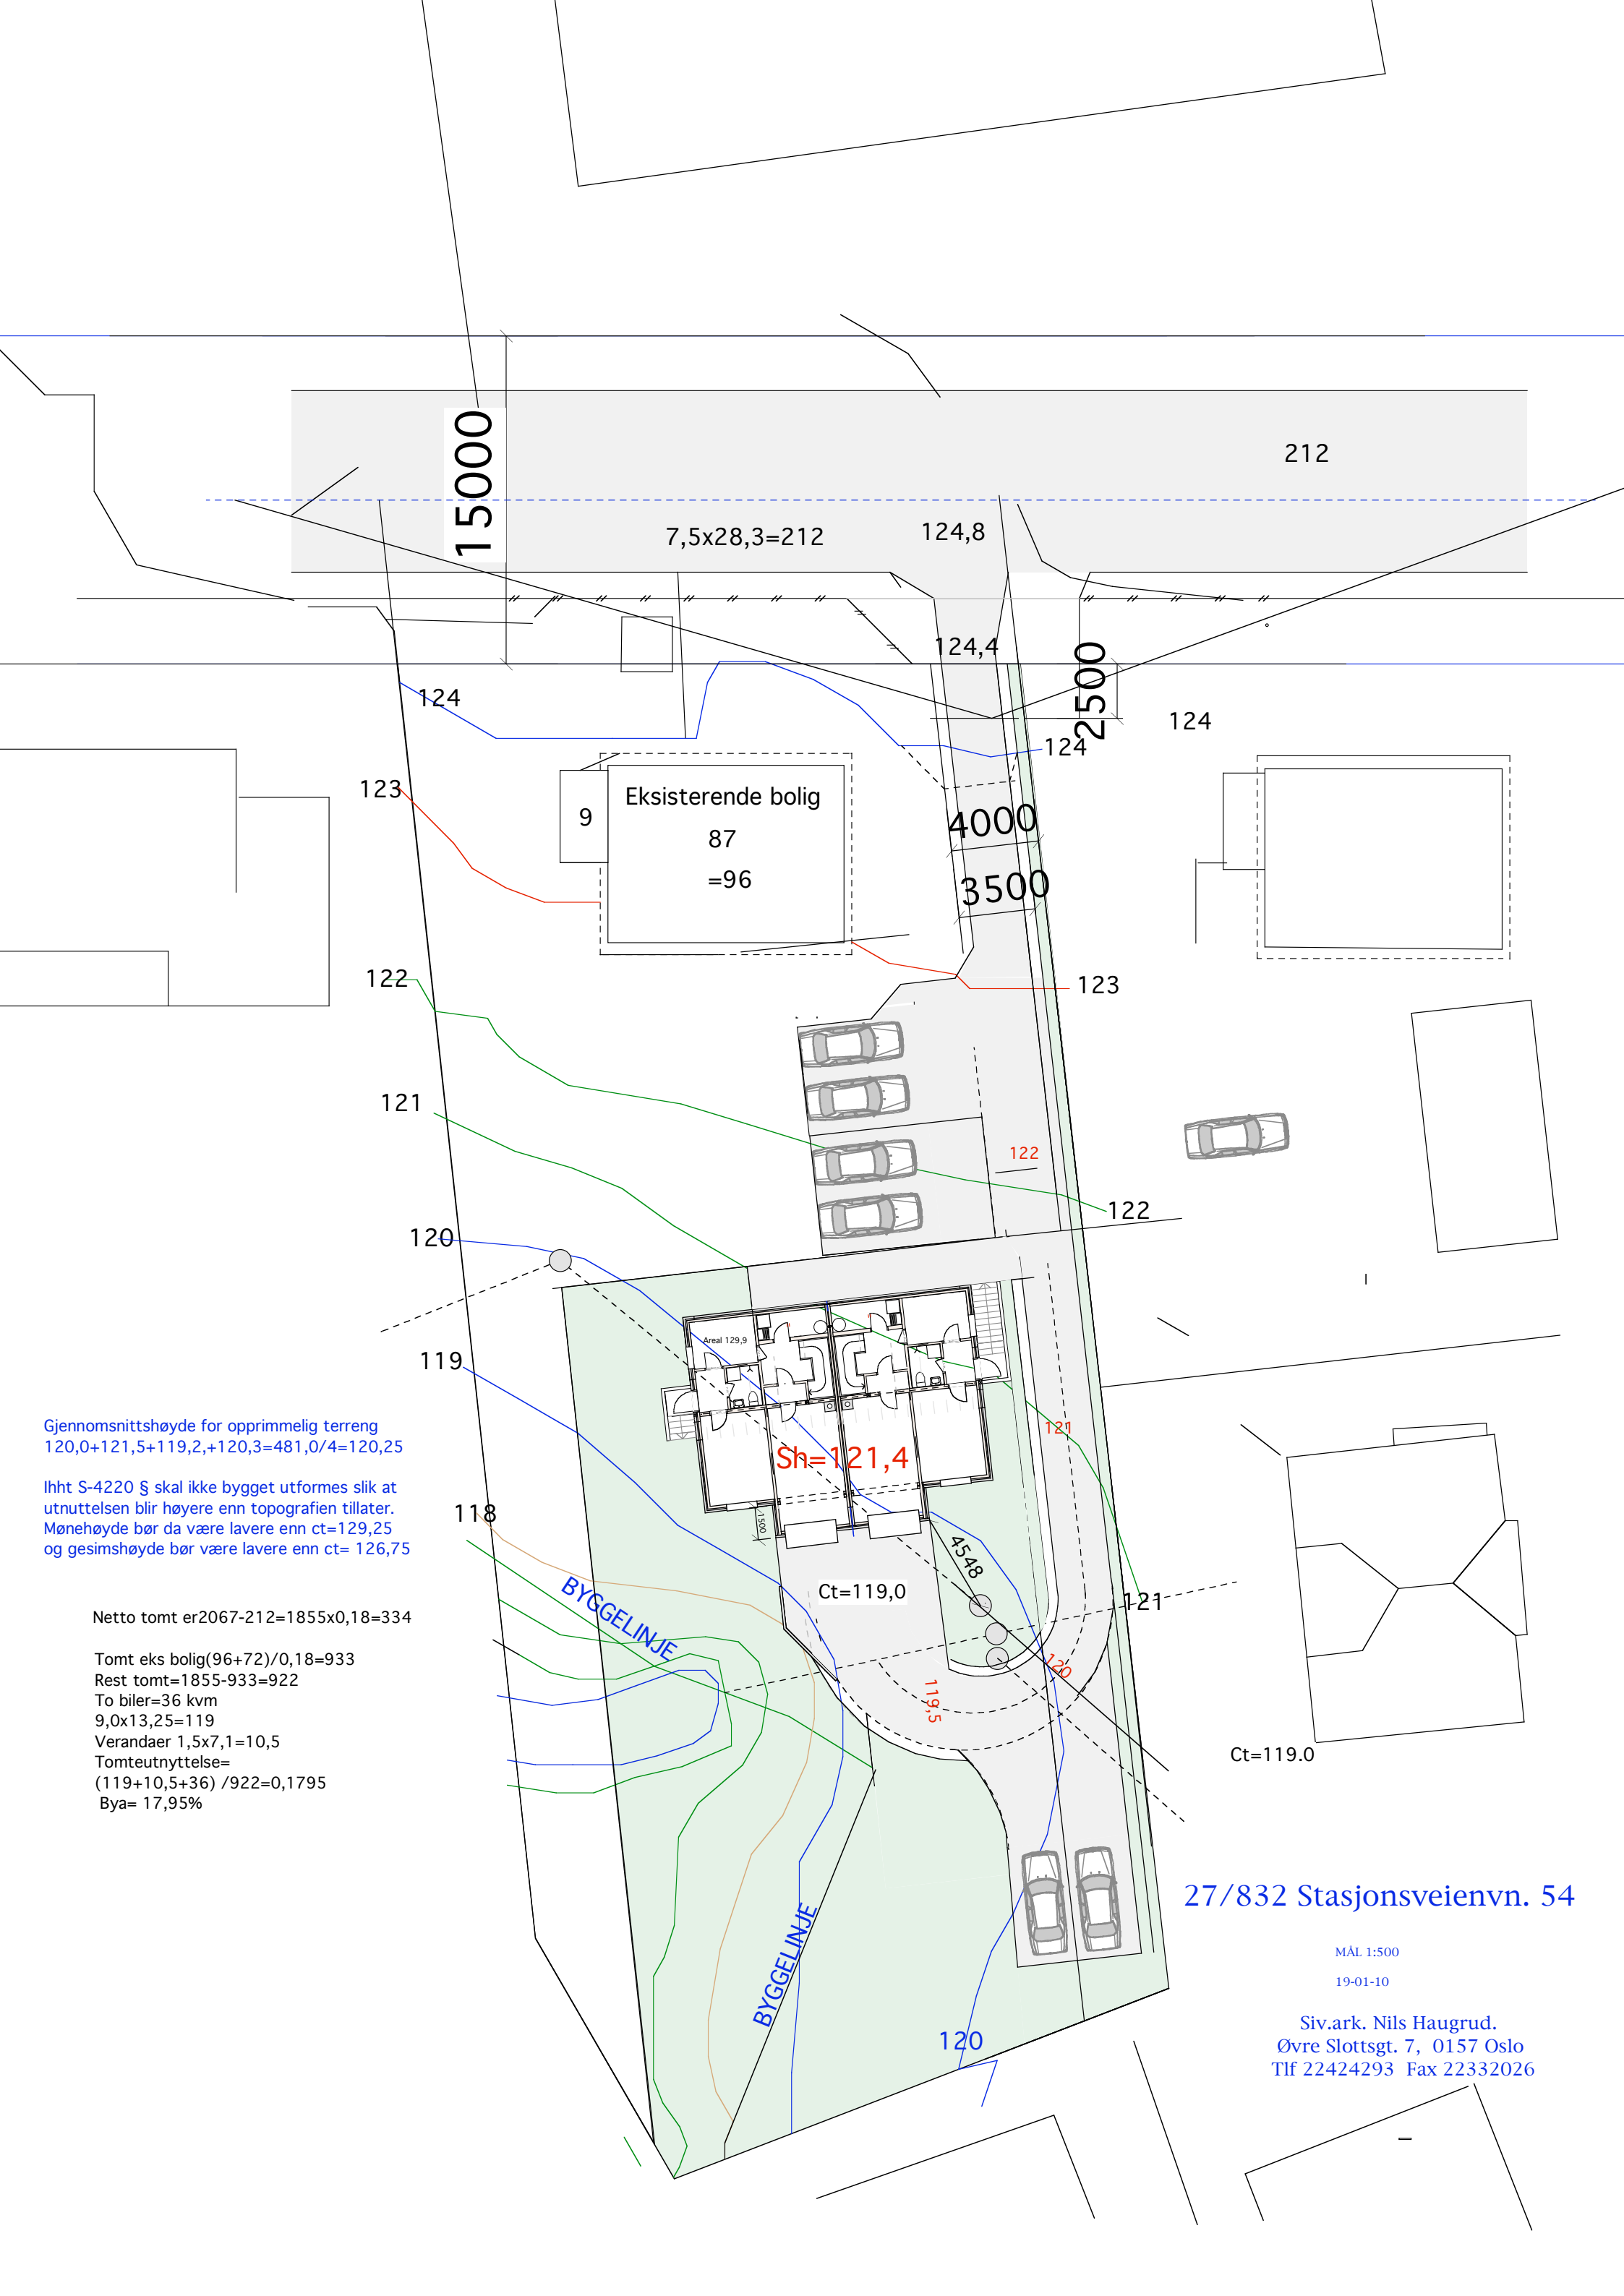 15000
212
7,5x28,3=212
124,8
124,4
2500
124
124
124
123
Eksisterende bolig
9
87
=96
4000
3500
122
123
121
122
122
120
Areal 129,9
119
121
Sh=121,4
Gjennomsnittshøyde for opprimmelig terreng
120,0+121,5+119,2,+120,3=481,0/4=120,25
Ihht S-4220 § skal ikke bygget utformes slik at
utnuttelsen blir høyere enn topografien tillater.
Mønehøyde bør da være lavere enn ct=129,25
og gesimshøyde bør være lavere enn ct= 126,75
118
1500
4548
Ct=119,0
BYGGELINJE
121
Netto tomt er2067-212=1855x0,18=334
Tomt eks bolig(96+72)/0,18=933
Rest tomt=1855-933=922
To biler=36 kvm
9,0x13,25=119
Verandaer 1,5x7,1=10,5
Tomteutnyttelse=
(119+10,5+36) /922=0,1795
Bya= 17,95%
120
119,5
Ct=119.0
BYGGELINJE
120
27/832 Stasjonsveienvn. 54
MÅL 1:500
19-01-10
Siv.ark. Nils Haugrud.
Øvre Slottsgt. 7, 0157 Oslo
Tlf 22424293 Fax 22332026